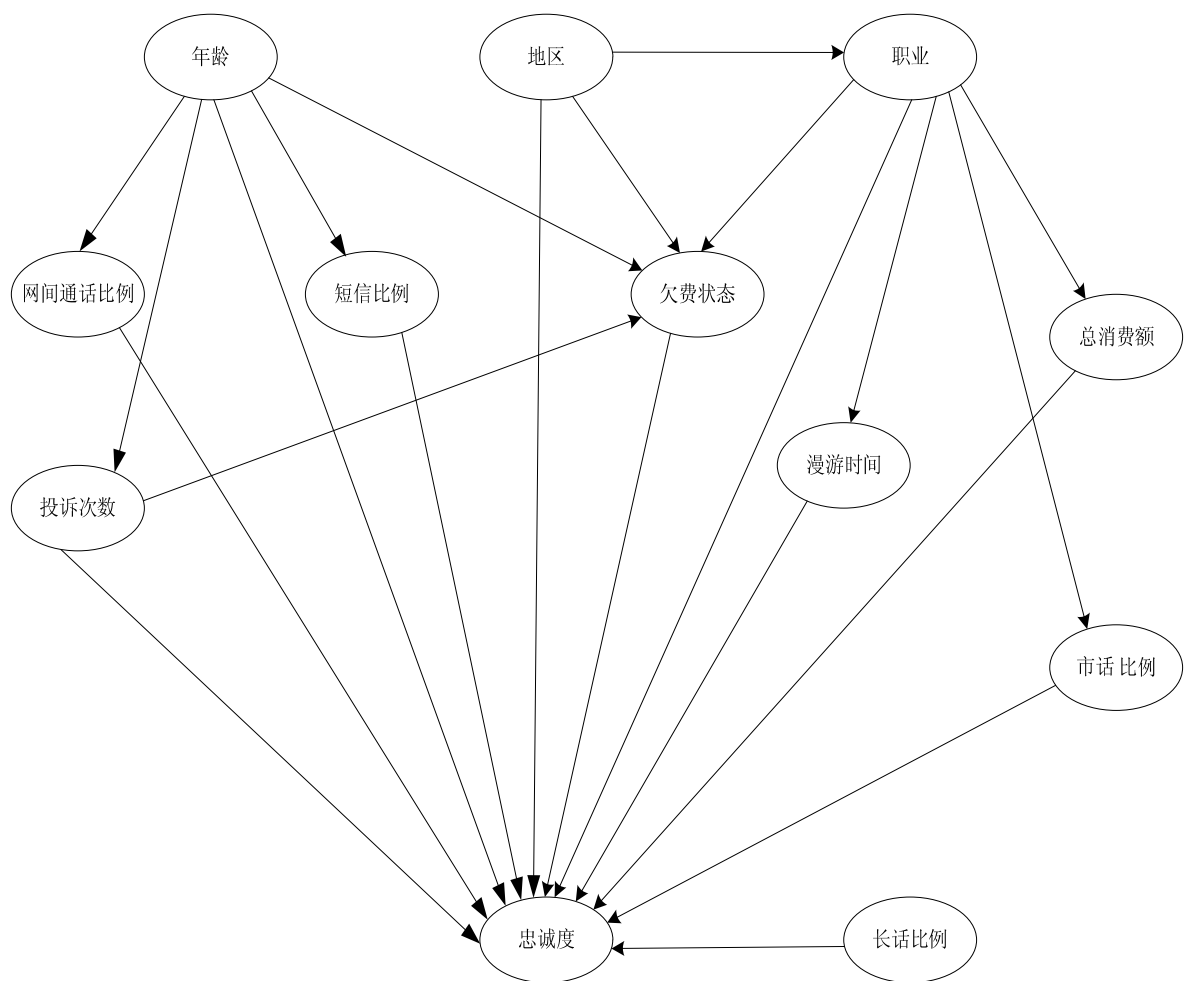 年龄
地区
职业
网间通话比例
短信比例
欠费状态
总消费额
漫游时间
投诉次数
市话 比例
忠诚度
长话比例